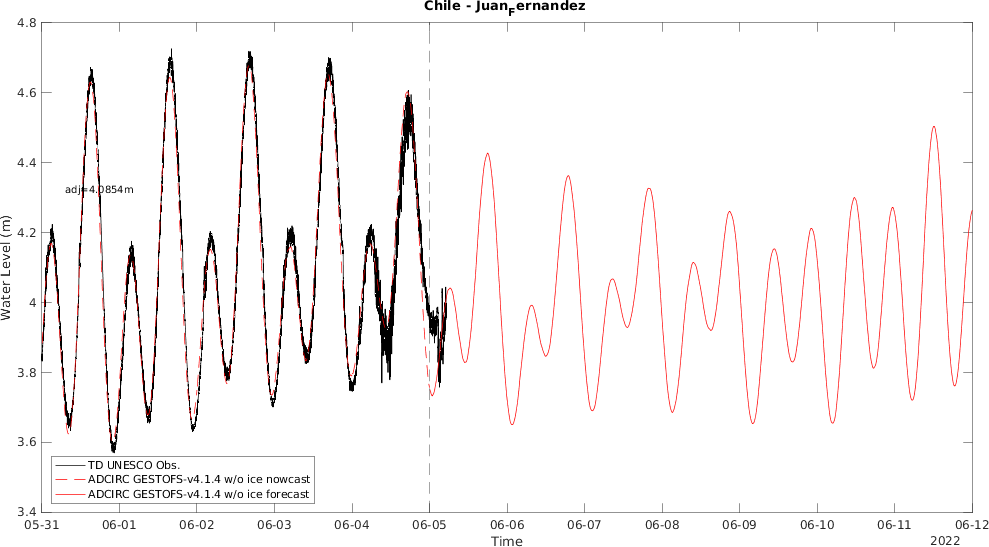 Chile - Juan_Fernandez
4.8
4.6
4.4
4.2
4
3.8
3.6
3.4
Water Level (m)
adj=4.0854m
TD UNESCO Obs.
ADCIRC GESTOFS-v4.1.4 w/o ice nowcast
ADCIRC GESTOFS-v4.1.4 w/o ice forecast
05-31 06-01 06-02 06-03 06-04 06-05 06-06 06-07 06-08 06-09 06-10 06-11 06-12
Time
2022